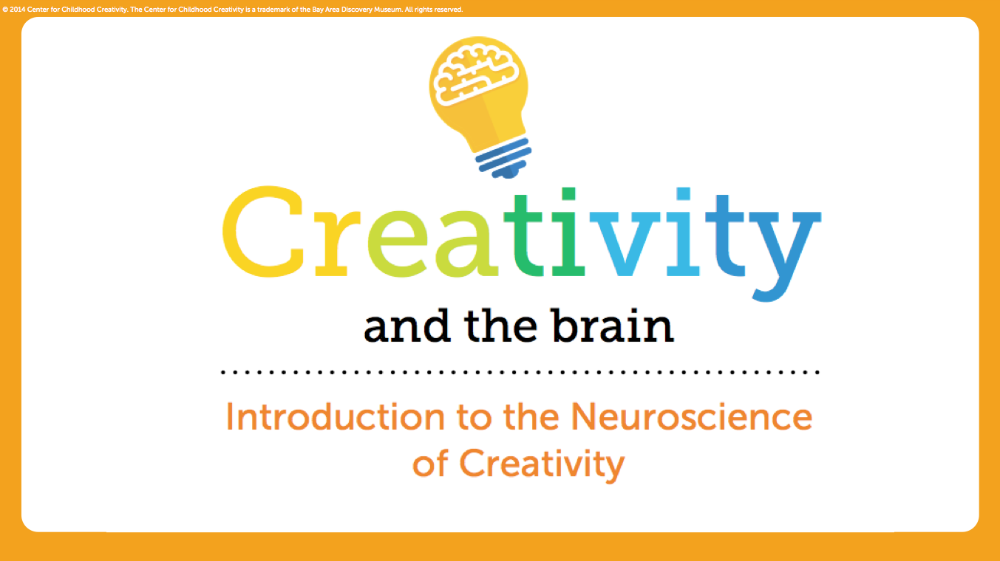 © 2014 Center for Childhood Creativity. The Center for Childhood Creativity is a trademark of the Bay Area Discovery Museum. All rights reserved.
Creativity
and the brain
Introduction to the Neuroscience
of Creativity